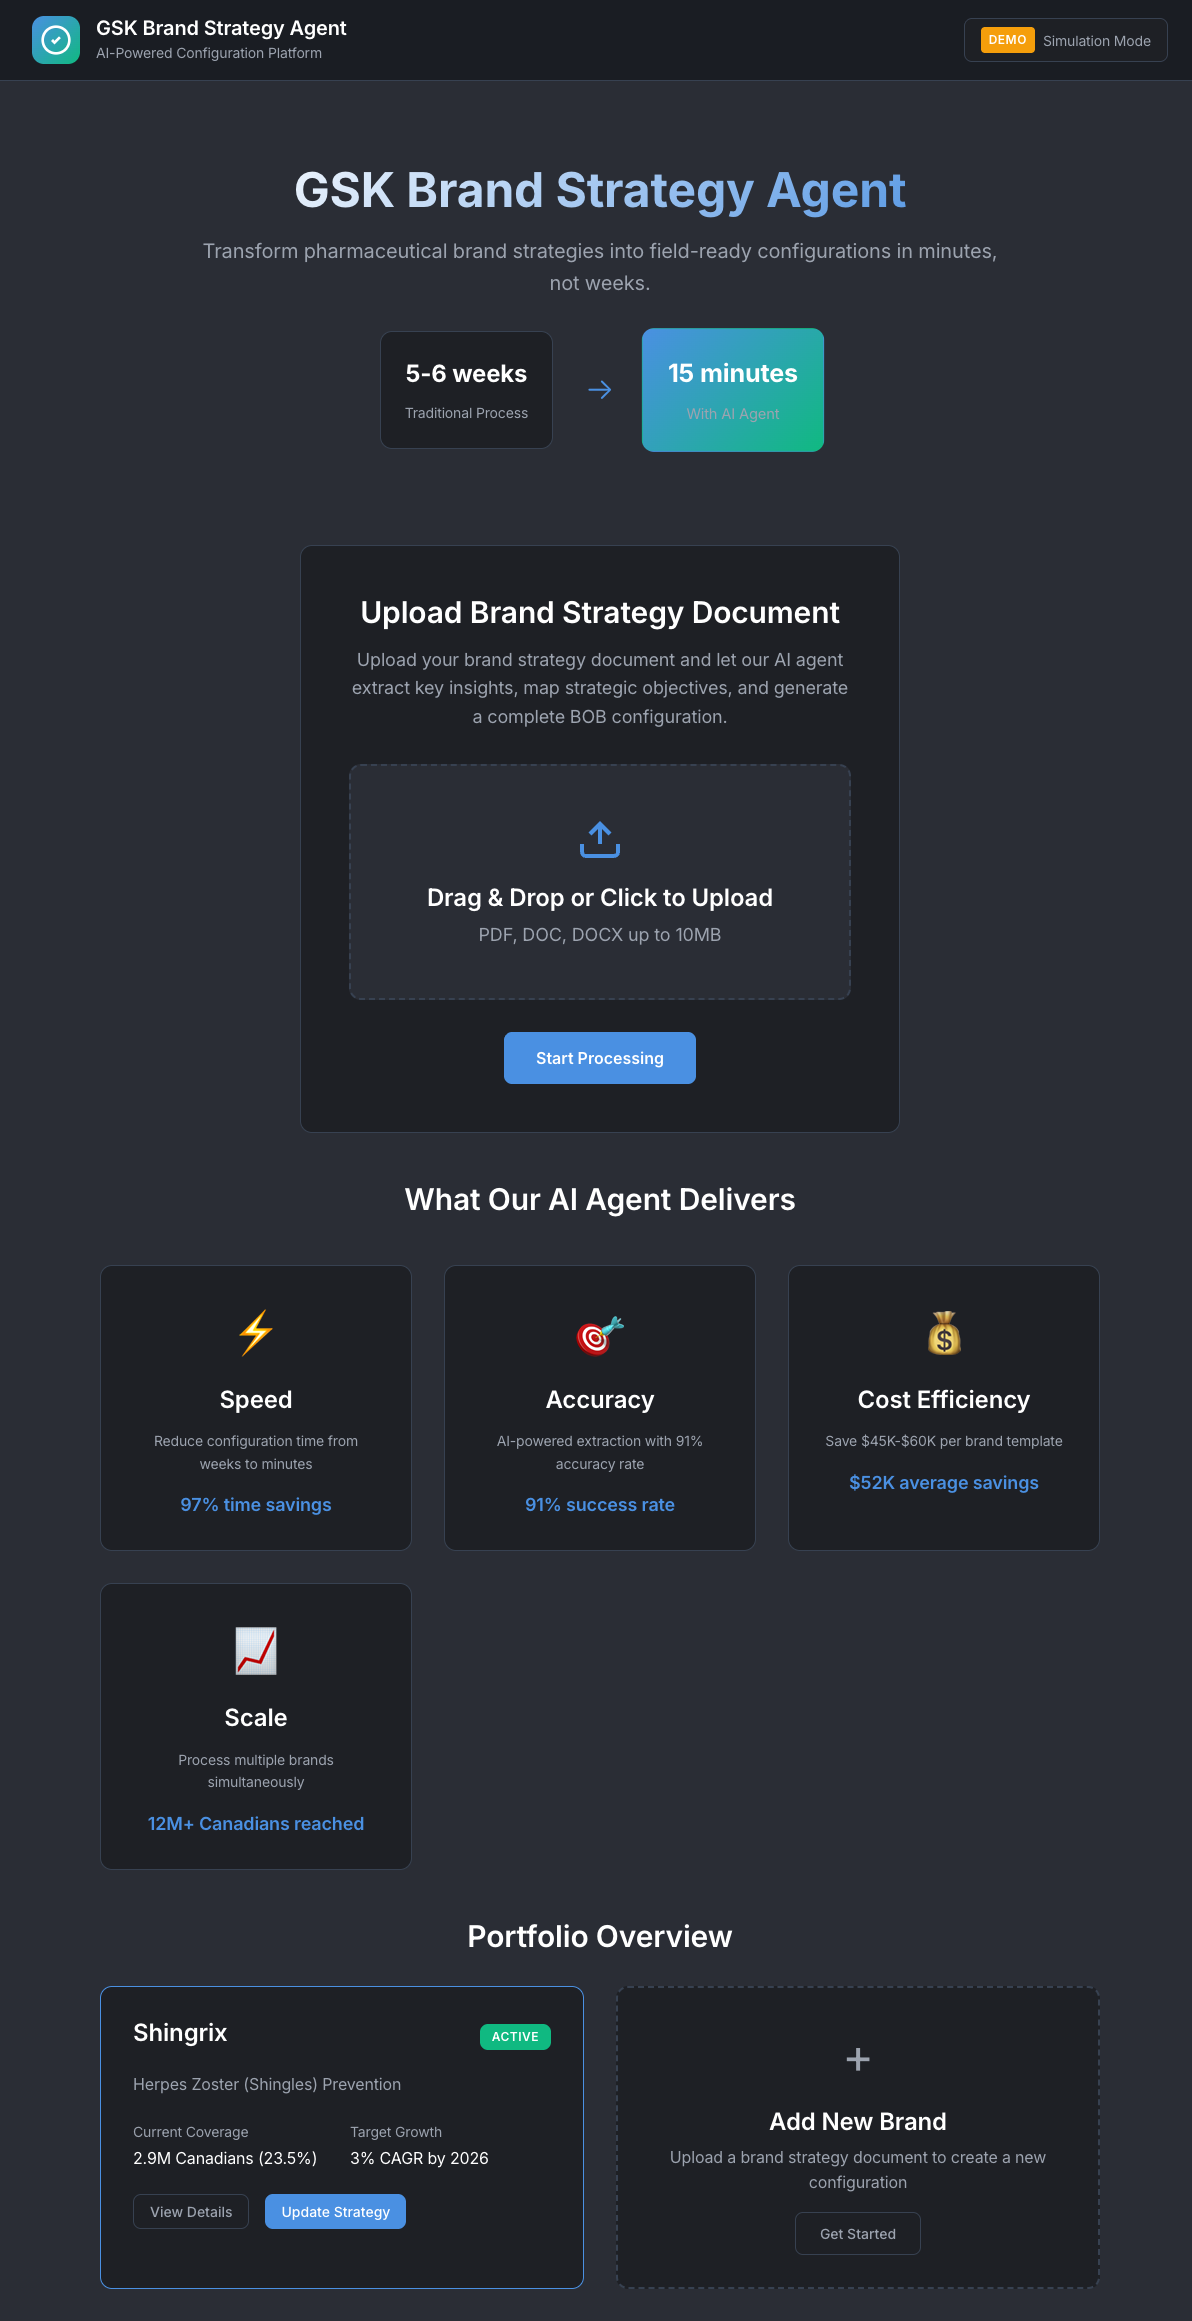 GSK Brand Strategy Agent
AI-Powered Configuration Platform
DEMO Simulation Mode
GSK Brand Strategy Agent
Transform pharmaceutical brand strategies into field-ready configurations in minutes,
not weeks.
5-6 weeks
Traditional Process
→
15 minutes
With AI Agent
Upload Brand Strategy Document
Upload your brand strategy document and let our AI agent
extract key insights, map strategic objectives, and generate
a complete BOB configuration.
Drag & Drop or Click to Upload
PDF, DOC, DOCX up to 10MB
Start Processing
What Our AI Agent Delivers
Speed
Reduce configuration time from
weeks to minutes
97% time savings
Accuracy
AI-powered extraction with 91%
accuracy rate
91% success rate
Cost Efficiency
Save $45K-$60K per brand template
$52K average savings
Scale
Process multiple brands
simultaneously
12M+ Canadians reached
Portfolio Overview
Shingrix
ACTIVE
Herpes Zoster (Shingles) Prevention
Current Coverage
2.9M Canadians (23.5%)
Target Growth
3% CAGR by 2026
View Details
Update Strategy
+
Add New Brand
Upload a brand strategy document to create a new
configuration
Get Started